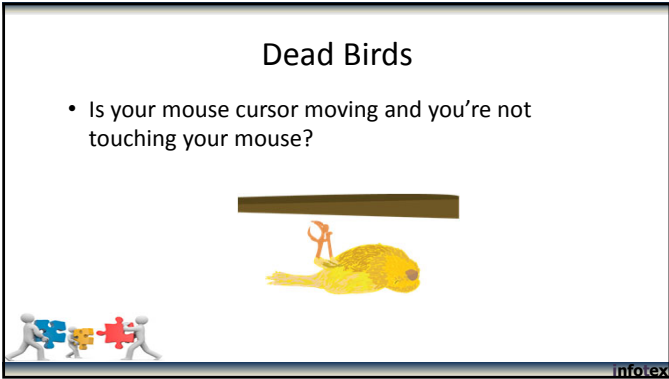 Dead Birds
• Is your mouse cursor moving and you're not
touching your mouse?
infotex